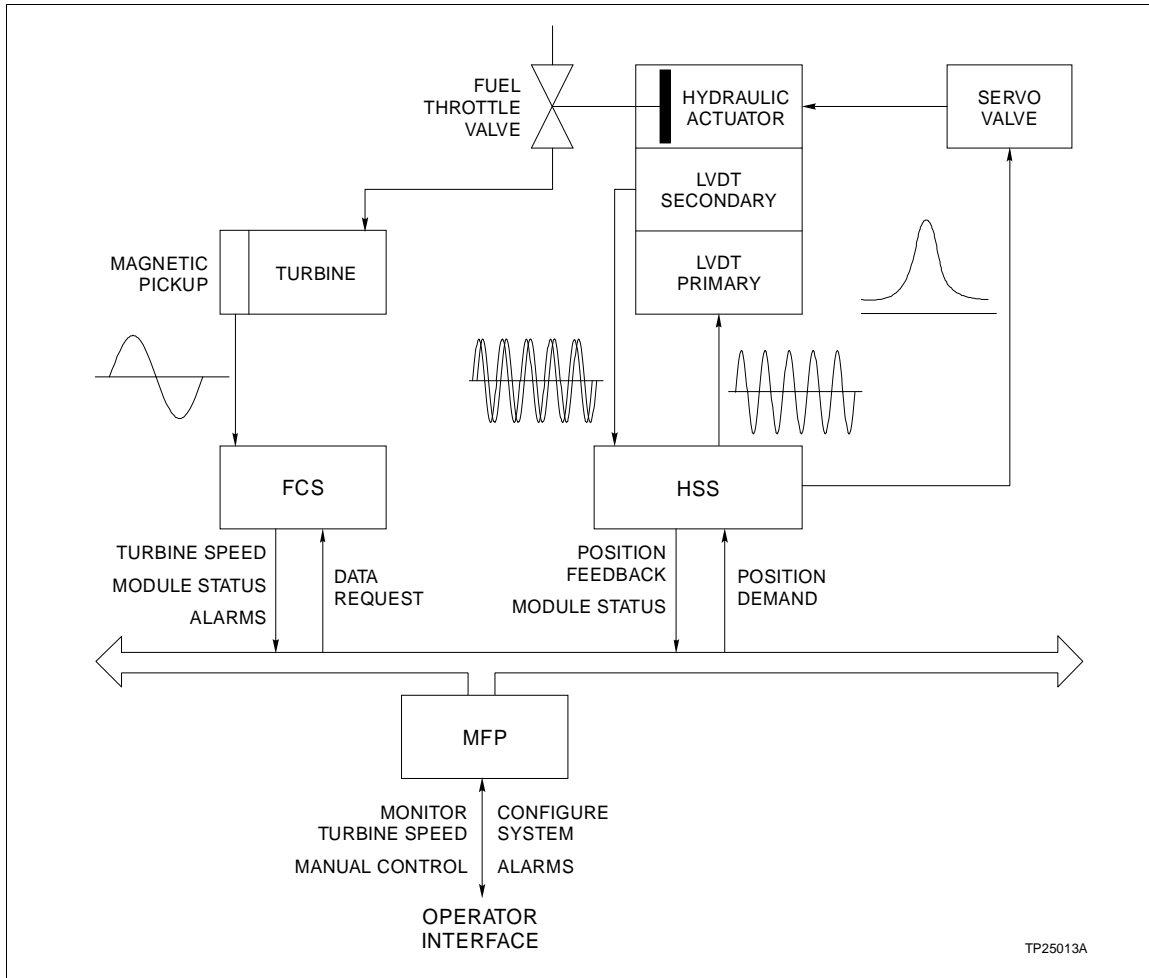 FUEL
THROTTLE
VALVE
HYDRAULIC
ACTUATOR
SERVO
VALVE
LVDT
SECONDARY
LVDT
PRIMARY
MAGNETIC
PICKUP
TURBINE
FCS
HSS
TURBINE SPEED
MODULE STATUS
ALARMS
DATA
REQUEST
POSITION
FEEDBACK
MODULE STATUS
POSITION
DEMAND
MFP
MONITOR
TURBINE SPEED
MANUAL CONTROL
CONFIGURE
SYSTEM
ALARMS
OPERATOR
INTERFACE
TP25013A